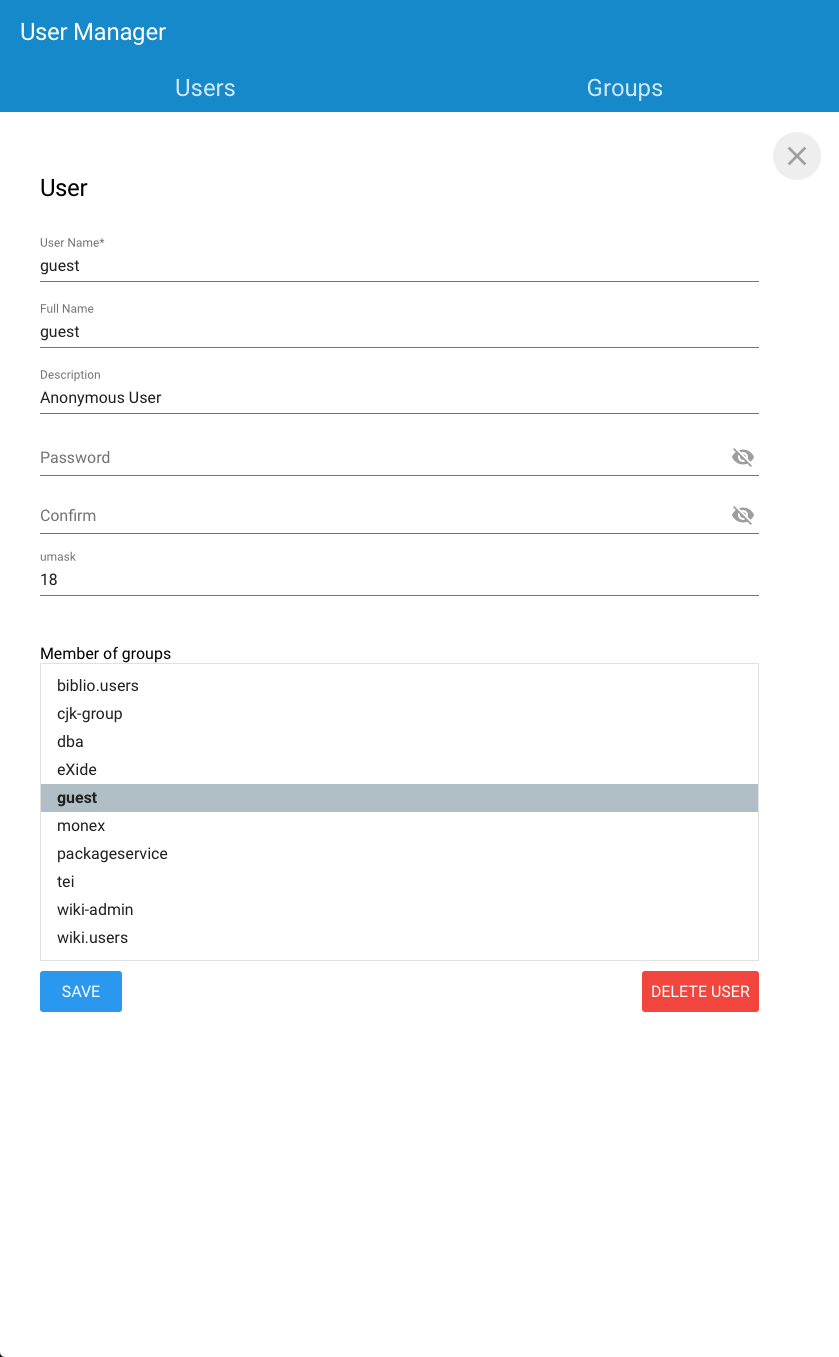 User Manager
Users Groups
User
User Name*
guest
Full Name
guest
Description
Anonymous User
Password
Confirm
umask
18
Member of groups
biblio.users
cjk-group
dba
eXide
guest
monex
packageservice
tei
wiki-admin
wiki.users
SAVE DELETE USER